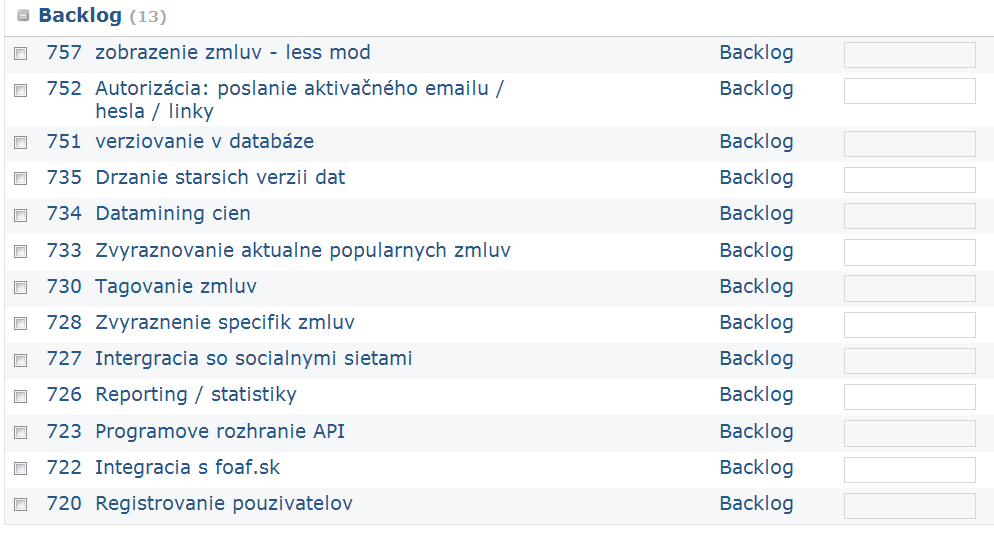 Backlog (13)
757 zobrazenie zmluv - less mod Backlog
752 Autorizácia: poslanie aktivačného emailu / Backlog
hesla / linky
751 verziovanie v databáze Backlog
735 Drzanie starsich verzii dat Backlog
734 Datamining cien Backlog
733 Zvyraznovanie aktualne popularnych zmluv Backlog
730 Tagovanie zmluv Backlog
728 Zvyraznenie specifik zmluv Backlog
727 Intergracia so socialnymi sietami Backlog
726 Reporting / statistiky Backlog
723 Programove rozhranie API Backlog
722 Integracia s foaf.sk Backlog
720 Registrovanie pouzivatelov Backlog